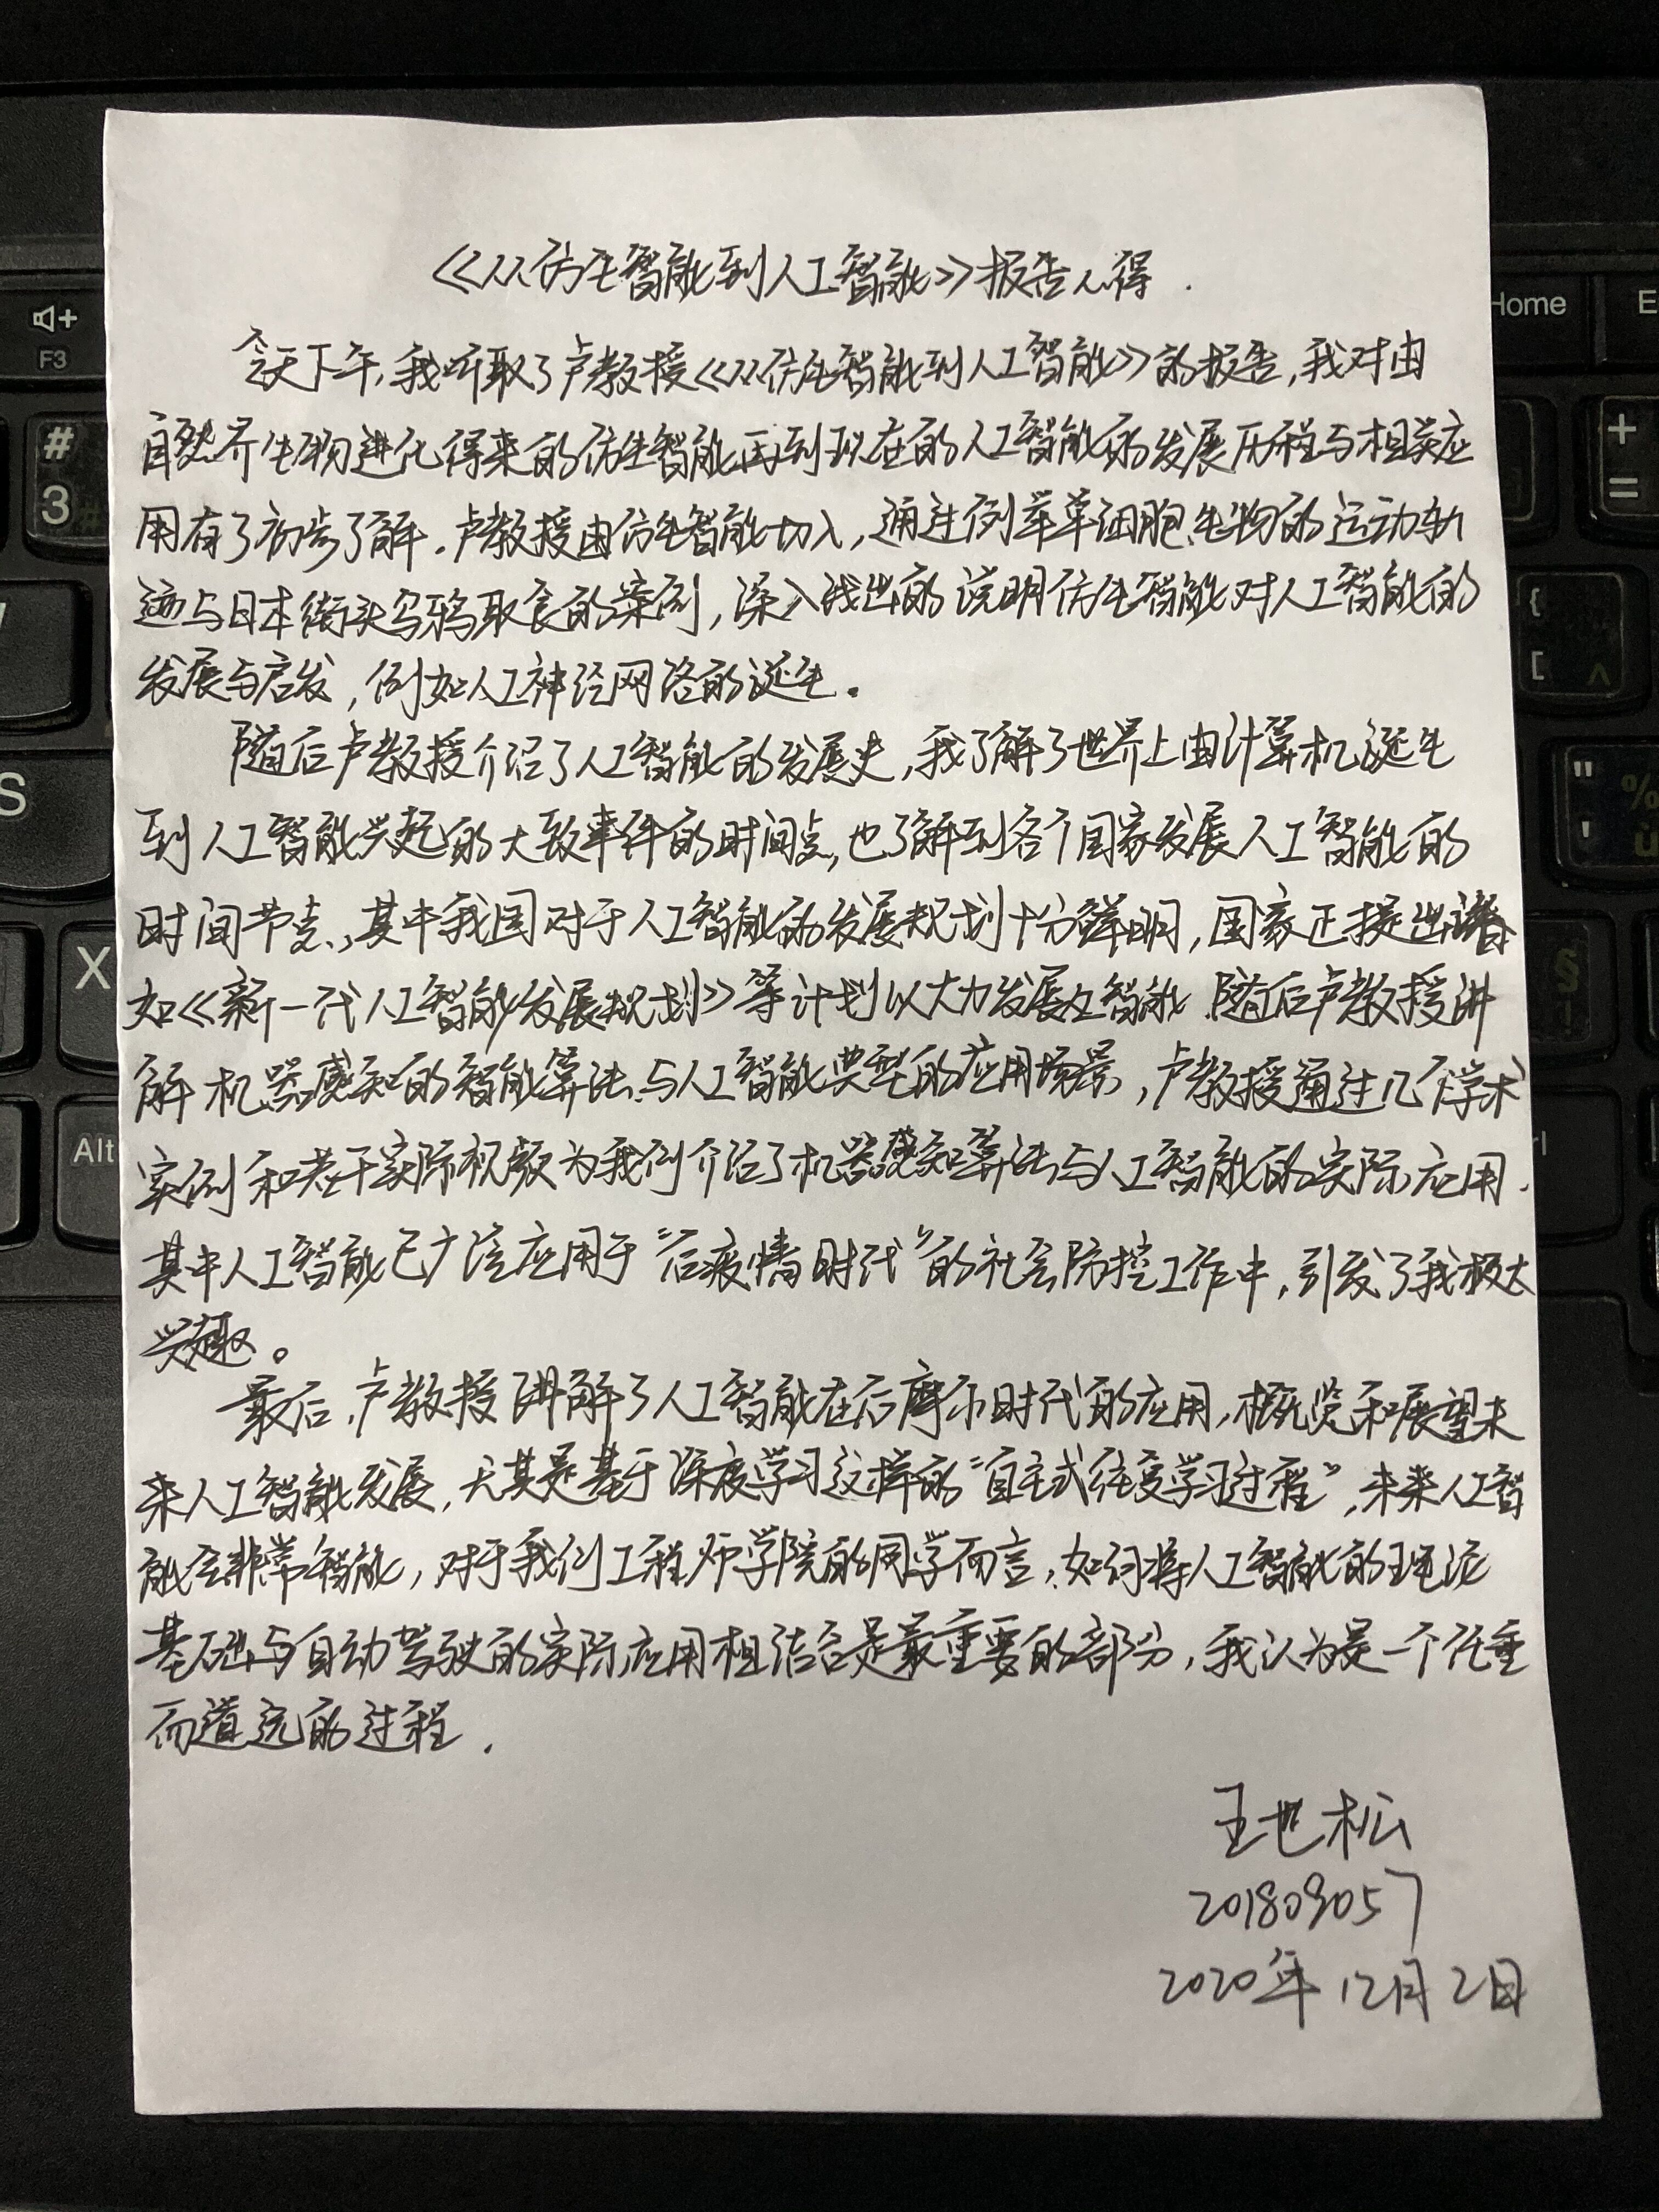 《从仿生智能到人工智能》报告心得.
今天下午,我听取了卢教授《从仿生智能到人工智能》的报告,我对由
自然界生物进化得来的仿生智能再到现在的人工智能的发展历程与相关应
用有了初步了解.卢教授由仿生智能切入,通过例举单细胞生物的运动轨
迹与日本街头乌鸦取食的案例,深入浅出的说明仿生智能对人工智能的
发展与启发,例如人工神经网络的诞生。
随后卢教授介绍了人工智能的发展史,我了解了世界上由计算机诞生
到人工智能兴起的大致事件的时间点,也了解到各个国家发展人工智能的
时间节点,其中我国对于人工智能的发展规划十分鲜明,国家正提出诸
如《新一代人工智能发展规划》等计划以大力发展人工智能.随后卢教授讲
解机器感知的智能算法与人工智能典型的应用场景,卢教授通过几个学术
实例和若干实际视频为我们介绍了机器感知算法与人工智能的实际应用.
其中人工智能已广泛应用于“后疫情时代”的社会防控工作中,引发了我极大
兴趣。
最后,卢教授讲解了人工智能在后摩尔时代的应用,概览和展望未
来人工智能发展,尤其是基于深度学习这样的“自主式往复学习过程”,未来人工智
能会非常智能,对于我们工程师学院的同学而言,如何将人工智能的理论
基础与自动驾驶的实际应用相结合是最重要的部分,我认为是一个任重
而道远的过程.
王世松
201809057
2020年12月2日
Home
E
F3
#
3
+
=
{
[
^
S
"
'
%
X
§
!
Alt